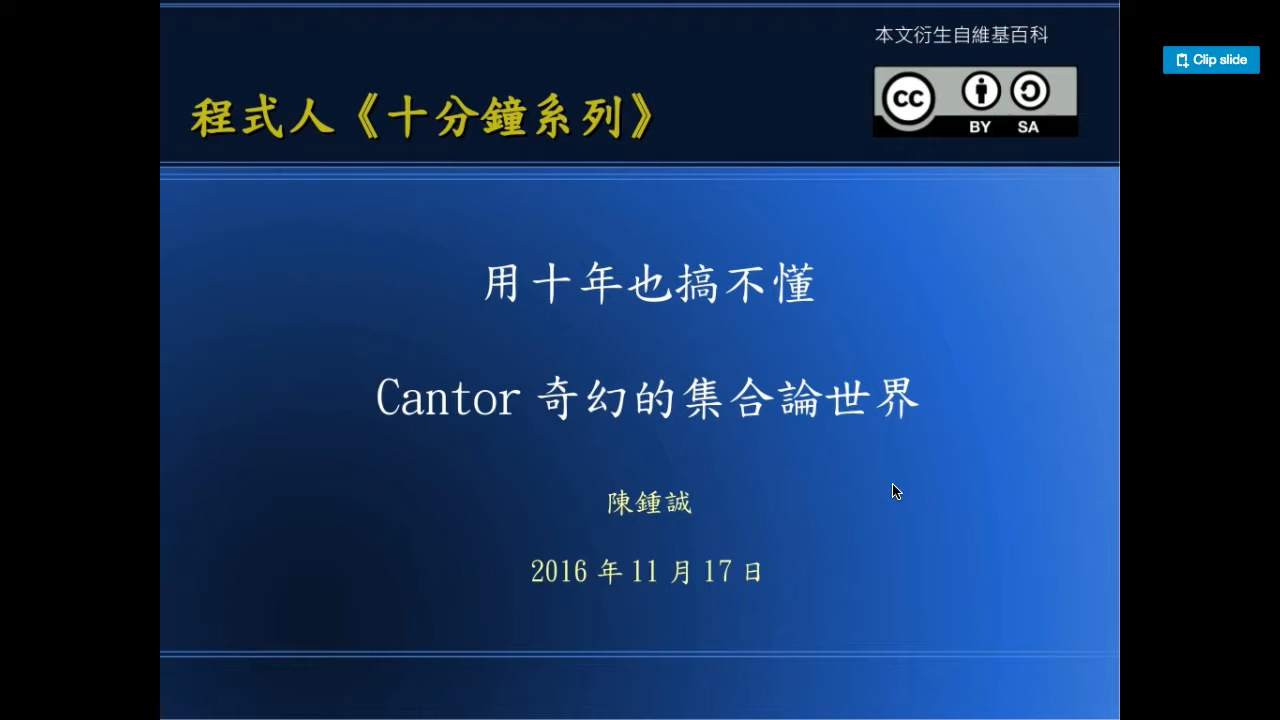 本文衍生自維基百科
Clip slide
程式人《十分鐘系列》
cc
BY SA
用十年也搞不懂
Cantor 奇幻的集合論世界
陳鍾誠
2016 年 11 月 17 日